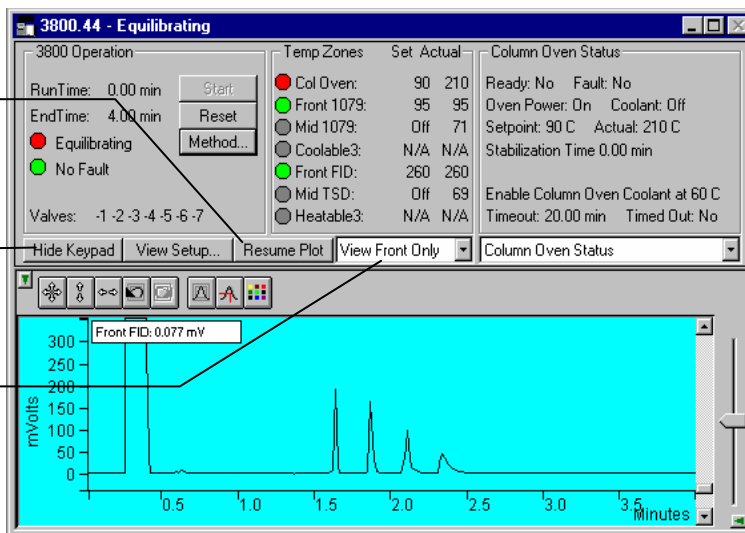 3800.44 - Equilibrating
3800 Operation
RunTime: 0.00 min
Start
EndTime: 4.00 min
Reset
Equilibrating
Method...
No Fault
Valves: -1 -2 -3 -4 -5 -6 -7
Temp Zones Set Actual
Col Oven: 90 210
Front 1079: 95 95
Mid 1079: Off 71
Coolable3: N/A N/A
Front FID: 260 260
Mid TSD: Off 69
Heatable3: N/A N/A
Column Oven Status
Ready: No Fault: No
Oven Power: On Coolant: Off
Setpoint: 90 C Actual: 210 C
Stabilization Time 0.00 min
Enable Column Oven Coolant at 60 C
Timeout: 20.00 min Timed Out: No
Hide Keypad View Setup... Resume Plot View Front Only Column Oven Status
Front FID: 0.077 mV
mVolts
300
250
200
150
100
50
0
0.5 1.0 1.5 2.0 2.5 3.0 3.5
Minutes